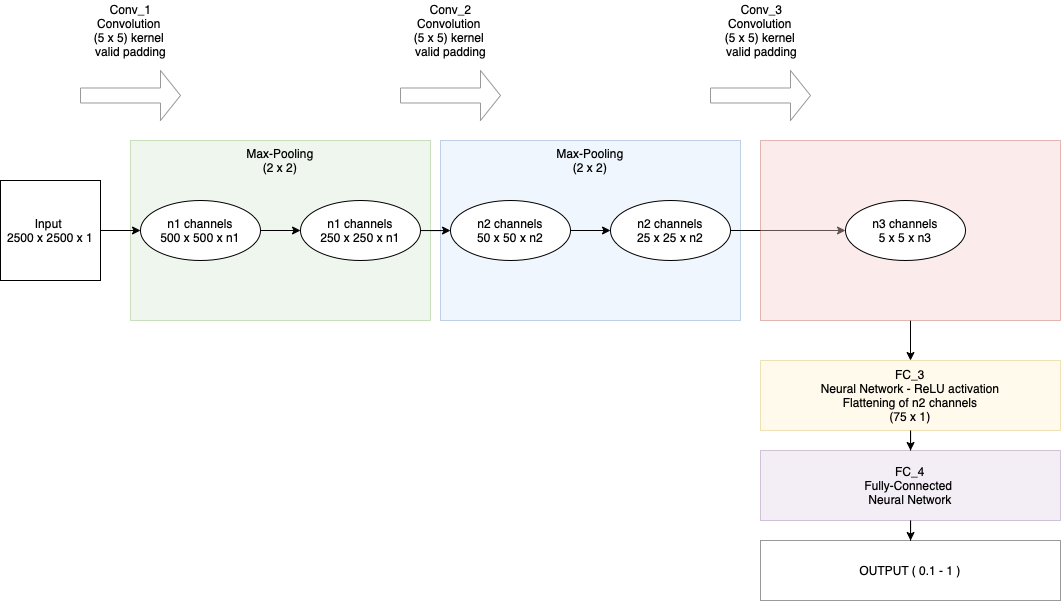 Conv_1
Convolution
(5 x 5) kernel
valid padding
Conv_2
Convolution
(5 x 5) kernel
valid padding
Conv_3
Convolution
(5 x 5) kernel
valid padding
Max-Pooling
(2 x 2)
Max-Pooling
(2 x 2)
Input
2500 x 2500 x 1
n1 channels
500 x 500 x n1
n1 channels
250 x 250 x n1
n2 channels
50 x 50 x n2
n2 channels
25 x 25 x n2
n3 channels
5 x 5 x n3
FC_3
Neural Network - ReLU activation
Flattening of n2 channels
(75 x 1)
FC_4
Fully-Connected
Neural Network
OUTPUT ( 0.1 - 1 )